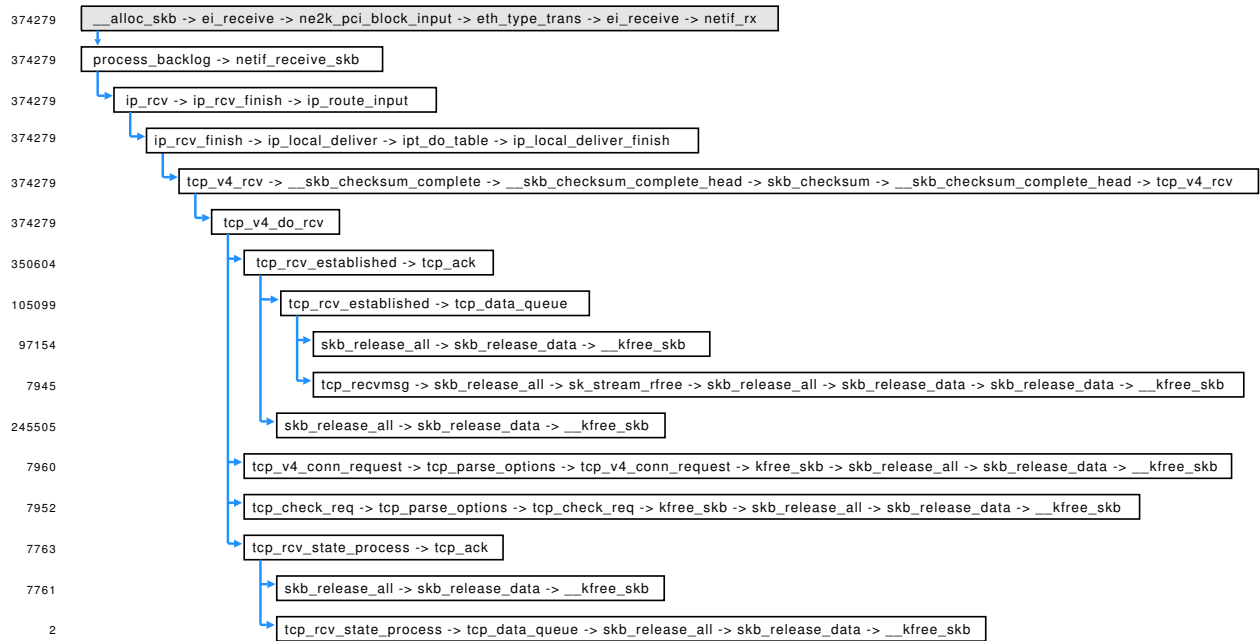 374279 __alloc_skb -> ei_receive -> ne2k_pci_block_input -> eth_type_trans -> ei_receive -> netif_rx
374279 process_backlog -> netif_receive_skb
374279 ip_rcv -> ip_rcv_finish -> ip_route_input
374279 ip_rcv_finish -> ip_local_deliver -> ipt_do_table -> ip_local_deliver_finish
374279 tcp_v4_rcv -> __skb_checksum_complete -> __skb_checksum_complete_head -> skb_checksum -> __skb_checksum_complete_head -> tcp_v4_rcv
374279 tcp_v4_do_rcv
350604 tcp_rcv_established -> tcp_ack
105099 tcp_rcv_established -> tcp_data_queue
97154 skb_release_all -> skb_release_data -> __kfree_skb
7945 tcp_recvmsg -> skb_release_all -> sk_stream_rfree -> skb_release_all -> skb_release_data -> skb_release_data -> __kfree_skb
245505 skb_release_all -> skb_release_data -> __kfree_skb
7960 tcp_v4_conn_request -> tcp_parse_options -> tcp_v4_conn_request -> kfree_skb -> skb_release_all -> skb_release_data -> __kfree_skb
7952 tcp_check_req -> tcp_parse_options -> tcp_check_req -> kfree_skb -> skb_release_all -> skb_release_data -> __kfree_skb
7763 tcp_rcv_state_process -> tcp_ack
7761 skb_release_all -> skb_release_data -> __kfree_skb
2 tcp_rcv_state_process -> tcp_data_queue -> skb_release_all -> skb_release_data -> __kfree_skb